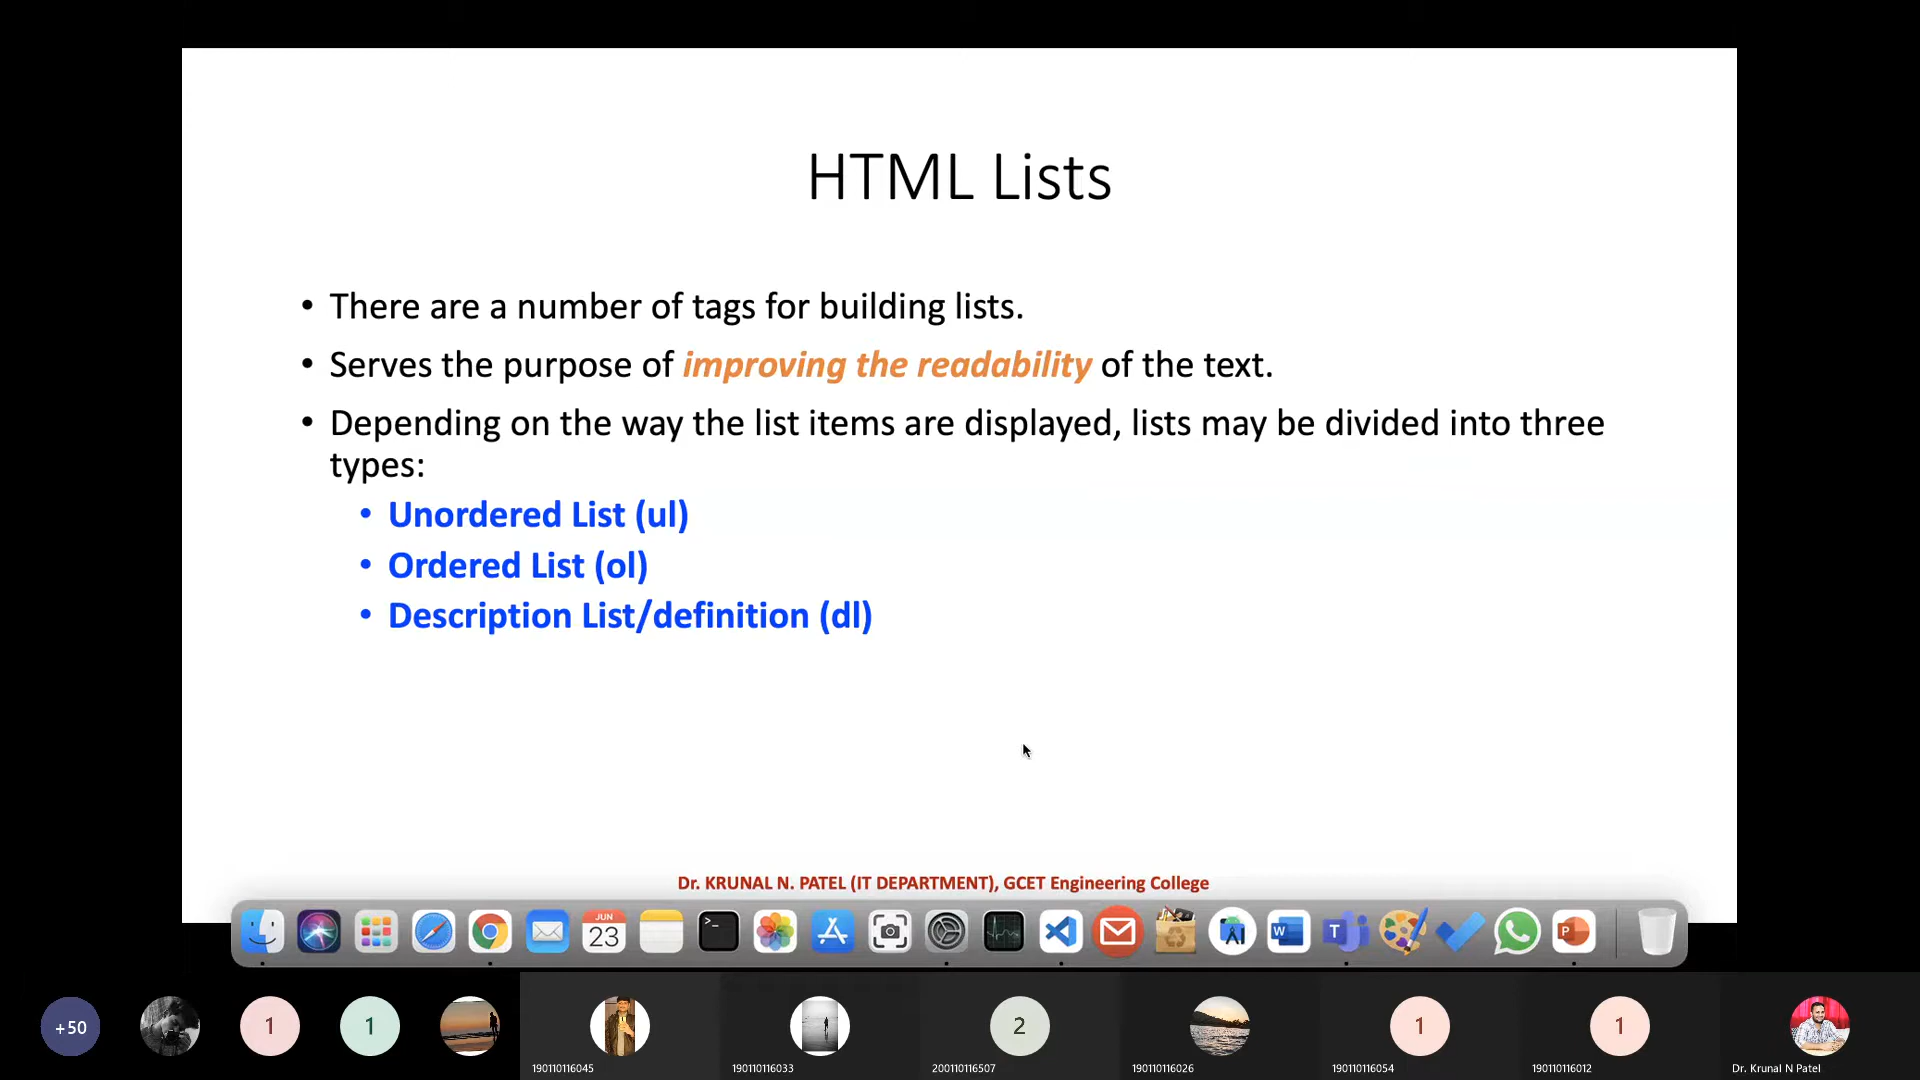 HTML Lists
• There are a number of tags for building lists.
• Serves the purpose of improving the readability of the text.
• Depending on the way the list items are displayed, lists may be divided into three
types:
• Unordered List (ul)
• Ordered List (ol)
• Description List/definition (dl)
Dr. KRUNAL N. PATEL (IT DEPARTMENT), GCET Engineering College
JUN
23
>_
A
W
T
P
+50
1
1
2
1
1
190110116045
190110116033
200110116507
190110116026
190110116054
190110116012
Dr. Krunal N Patel